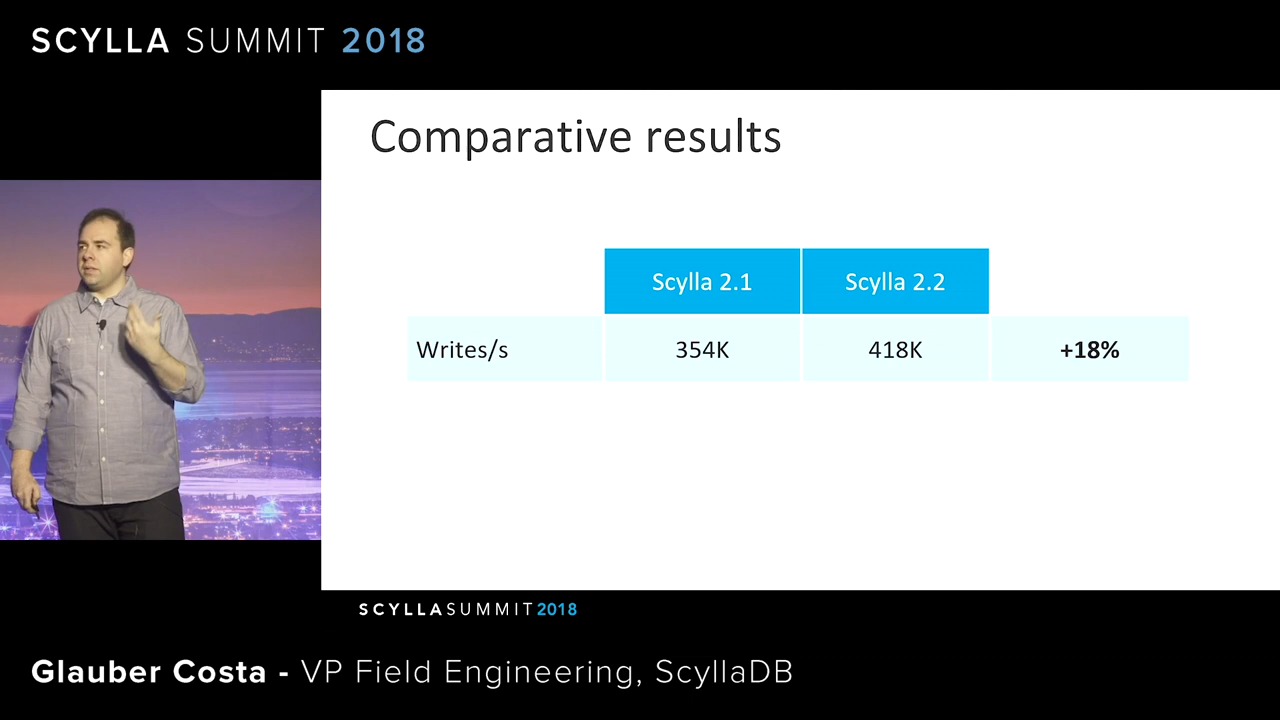 SCYLLA SUMMIT 2018
Comparative results
Scylla 2.1 Scylla 2.2
Writes/s 354K 418K +18%
SCYLLASUMMIT2018
Glauber Costa - VP Field Engineering, ScyllaDB